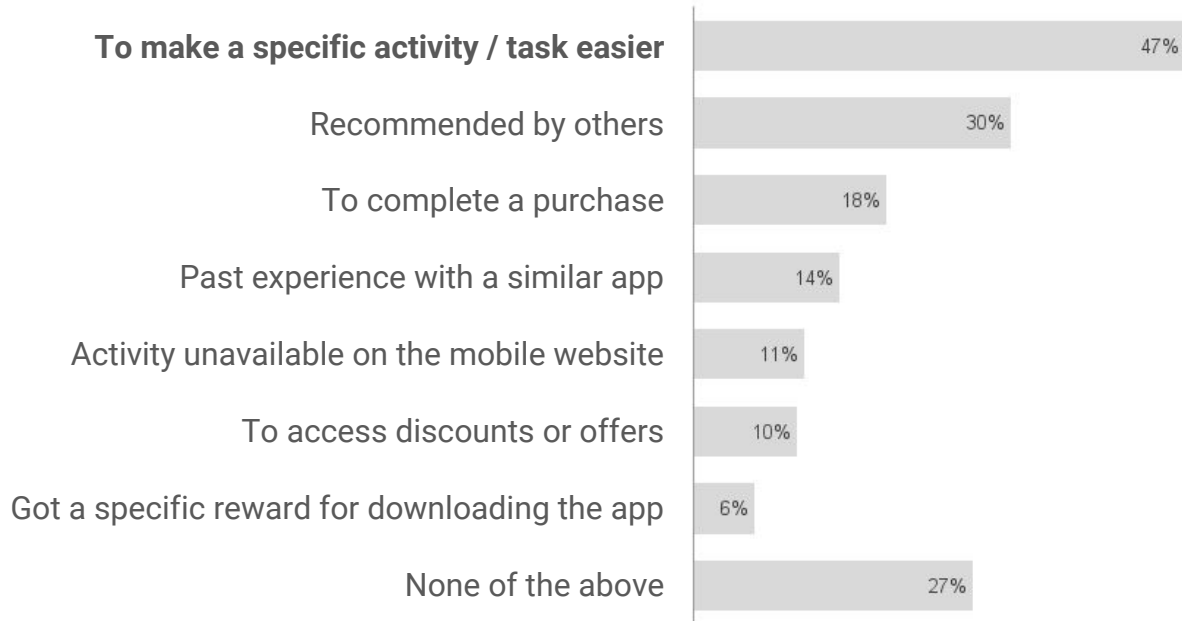 To make a specific activity / task easier 47%
Recommended by others 30%
To complete a purchase 18%
Past experience with a similar app 14%
Activity unavailable on the mobile website 11%
To access discounts or offers 10%
Got a specific reward for downloading the app 6%
None of the above 27%